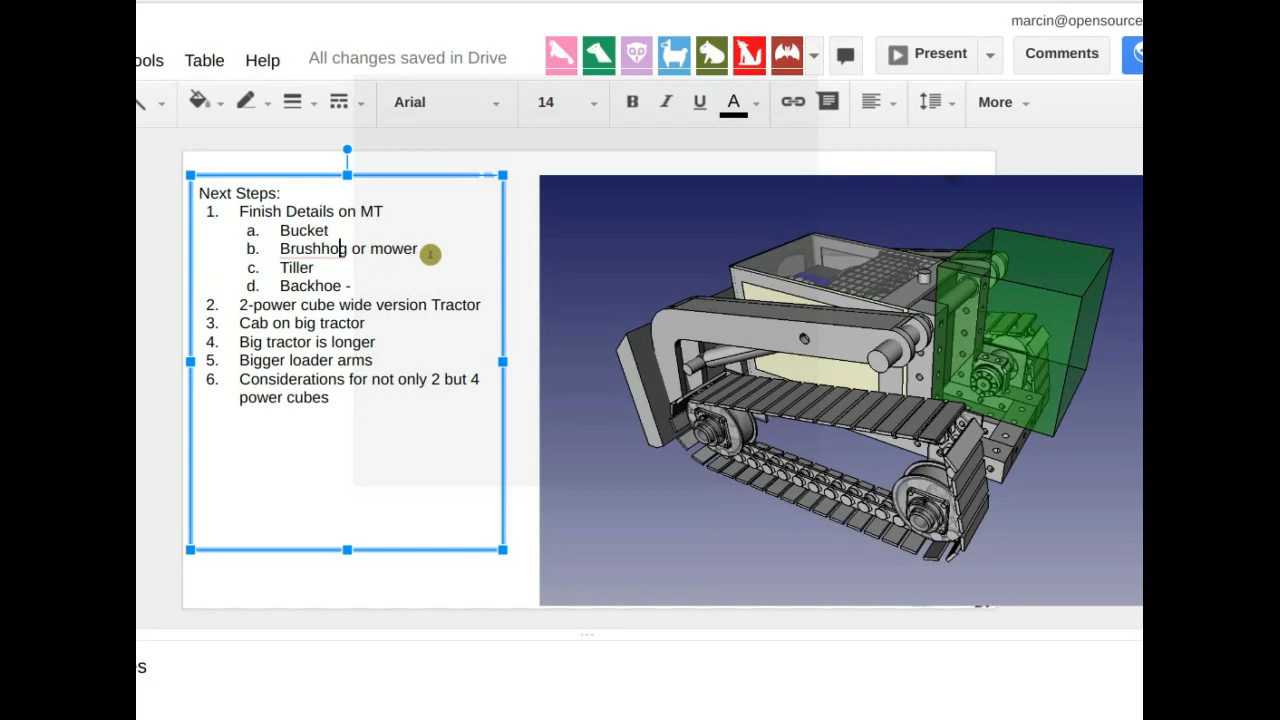 marcin@opensource
ools Table Help All changes saved in Drive Present Comments
Arial 14 B I U A More
Next Steps:
1. Finish Details on MT
a. Bucket
b. Brushhog or mower
c. Tiller
d. Backhoe -
2. 2-power cube wide version Tractor
3. Cab on big tractor
4. Big tractor is longer
5. Bigger loader arms
6. Considerations for not only 2 but 4
power cubes
es